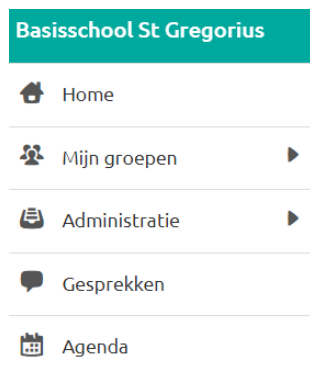 Basisschool St Gregorius
Home
Mijn groepen
Administratie
Gesprekken
Agenda